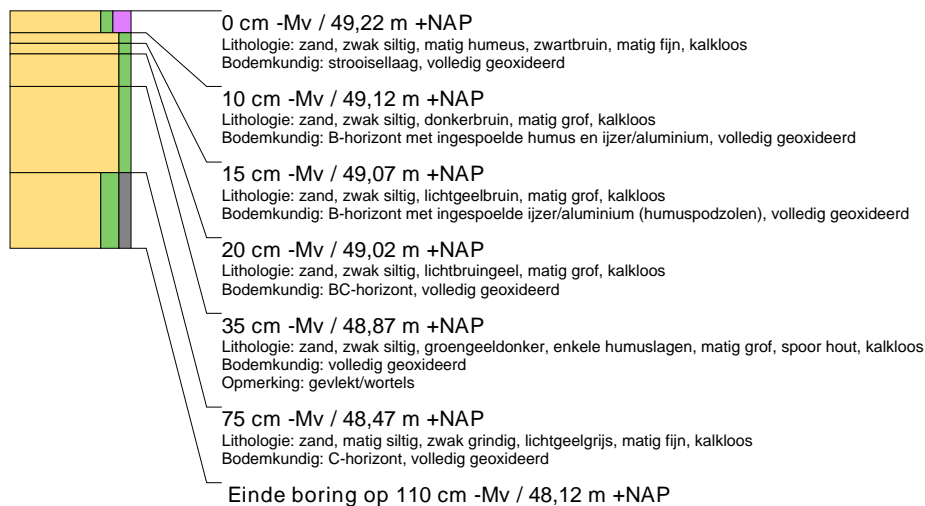 0 cm -Mv / 49,22 m +NAP
Lithologie: zand, zwak siltig, matig humeus, zwartbruin, matig fijn, kalkloos
Bodemkundig: strooisellaag, volledig geoxideerd
10 cm -Mv / 49,12 m +NAP
Lithologie: zand, zwak siltig, donkerbruin, matig grof, kalkloos
Bodemkundig: B-horizont met ingespoelde humus en ijzer/aluminium, volledig geoxideerd
15 cm -Mv / 49,07 m +NAP
Lithologie: zand, zwak siltig, lichtgeelbruin, matig grof, kalkloos
Bodemkundig: B-horizont met ingespoelde ijzer/aluminium (humuspodzolen), volledig geoxideerd
20 cm -Mv / 49,02 m +NAP
Lithologie: zand, zwak siltig, lichtbruingeel, matig grof, kalkloos
Bodemkundig: BC-horizont, volledig geoxideerd
35 cm -Mv / 48,87 m +NAP
Lithologie: zand, zwak siltig, groengeeldonker, enkele humuslagen, matig grof, spoor hout, kalkloos
Bodemkundig: volledig geoxideerd
Opmerking: gevlekt/wortels
75 cm -Mv / 48,47 m +NAP
Lithologie: zand, matig siltig, zwak grindig, lichtgeelgrijs, matig fijn, kalkloos
Bodemkundig: C-horizont, volledig geoxideerd
Einde boring op 110 cm -Mv / 48,12 m +NAP